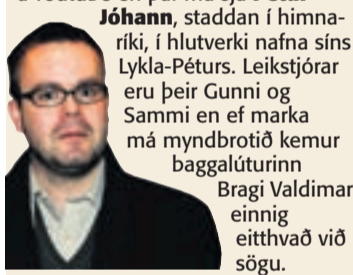 Jóhann, staddan í himna-
ríki, í hlutverki nafna síns
Lykla-Péturs. Leikstjórar
eru þeir Gunni og
Sammi en ef marka
má myndbrotið kemur
baggalúturinn
Bragi Valdimar
einnig
eitthvað við
sögu.